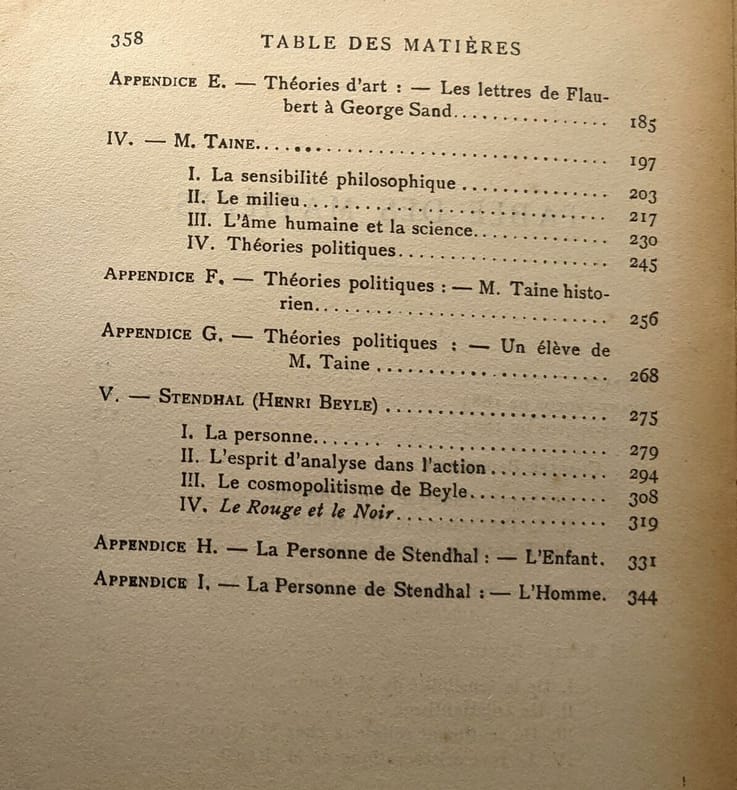 358 TABLE DES MATIÈRES
APPENDICE E. — Théories d'art : — Les lettres de Flau-
bert à George Sand................ 185
IV. — M. TAINE.................................... 197
I. La sensibilité philosophique................ 203
II. Le milieu................................ 217
III. L'Âme humaine et la science.............. 230
IV. Théories politiques...................... 245
APPENDICE F. — Théories politiques : — M. Taine histo-
rien.............................. 256
APPENDICE G. — Théories politiques : — Un élève de
M. Taine......................... 268
V. — STENDHAL (HENRI BEYLE)...................... 275
I. La personne....... ....................... 279
II. L'esprit d'analyse dans l'action............ 294
III. Le cosmopolitisme de Beyle................ 308
IV. Le Rouge et le Noir...................... 319
APPENDICE H. — La Personne de Stendhal : — L'Enfant. 331
APPENDICE I. — La Personne de Stendhal : — L'Homme. 344